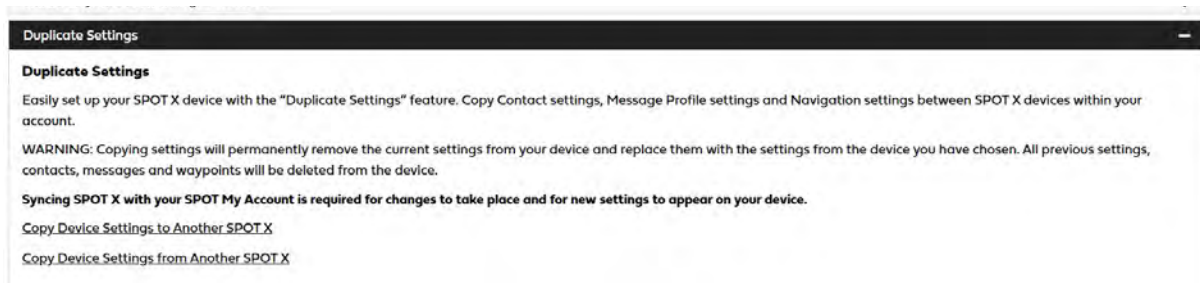 Duplicate Settings
Duplicate Settings
Easily set up your SPOT X device with the "Duplicate Settings" feature. Copy Contact settings, Message Profile settings and Navigation settings between SPOT X devices within your
account.
WARNING: Copying settings will permanently remove the current settings from your device and replace them with the settings from the device you have chosen. All previous settings,
contacts, messages and waypoints will be deleted from the device.
Syncing SPOT X with your SPOT My Account is required for changes to take place and for new settings to appear on your device.
Copy Device Settings to Another SPOT X
Copy Device Settings from Another SPOT X